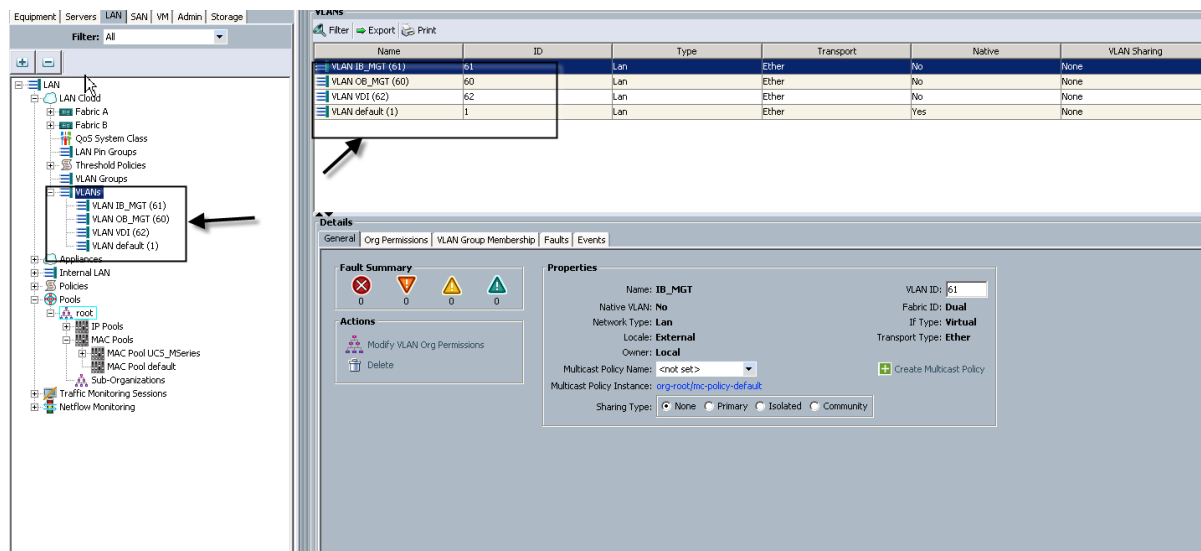 Equipment Servers LAN SAN VM Admin Storage
Filter: All
LAN
LAN Cloud
Fabric A
Fabric B
QoS System Class
LAN Pin Groups
Threshold Policies
VLAN Groups
VLANs
VLAN IB_MGT (61)
VLAN OB_MGT (60)
VLAN VDI (62)
VLAN default (1)
Appliances
Internal LAN
Policies
Pools
root
IP Pools
MAC Pools
MAC Pool UCS_MSeries
MAC Pool default
Sub-Organizations
Traffic Monitoring Sessions
Netflow Monitoring
VLANs
Filter Export Print
Name ID Type Transport Native VLAN Sharing
VLAN IB_MGT (61) 61 Lan Ether No None
VLAN OB_MGT (60) 60 Lan Ether No None
VLAN VDI (62) 62 Lan Ether No None
VLAN default (1) 1 Lan Ether Yes None
Details
General Org Permissions VLAN Group Membership Faults Events
Fault Summary
0 0 0 0
Actions
Modify VLAN Org Permissions
Delete
Properties
Name: IB_MGT VLAN ID: 61
Native VLAN: No Fabric ID: Dual
Network Type: Lan If Type: Virtual
Locale: External Transport Type: Ether
Owner: Local
Multicast Policy Name: <not set> Create Multicast Policy
Multicast Policy Instance: org-root/mc-policy-default
Sharing Type: None Primary Isolated Community